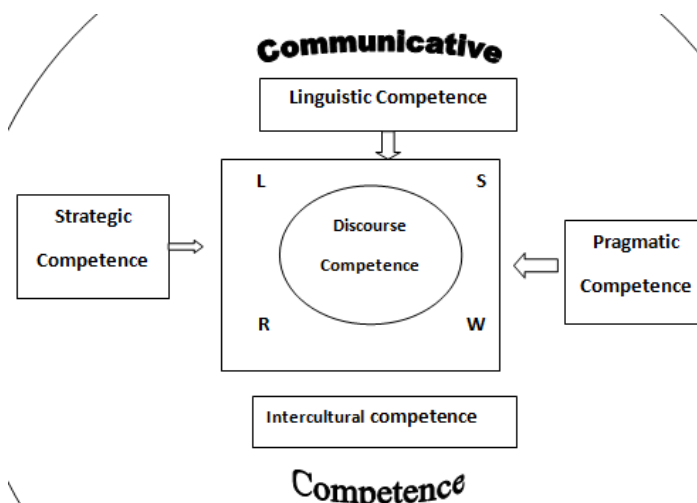 Communicative
Linguistic Competence
L
S
Strategic
Competence
Discourse
Competence
Pragmatic
Competence
R
W
Intercultural competence
Competence